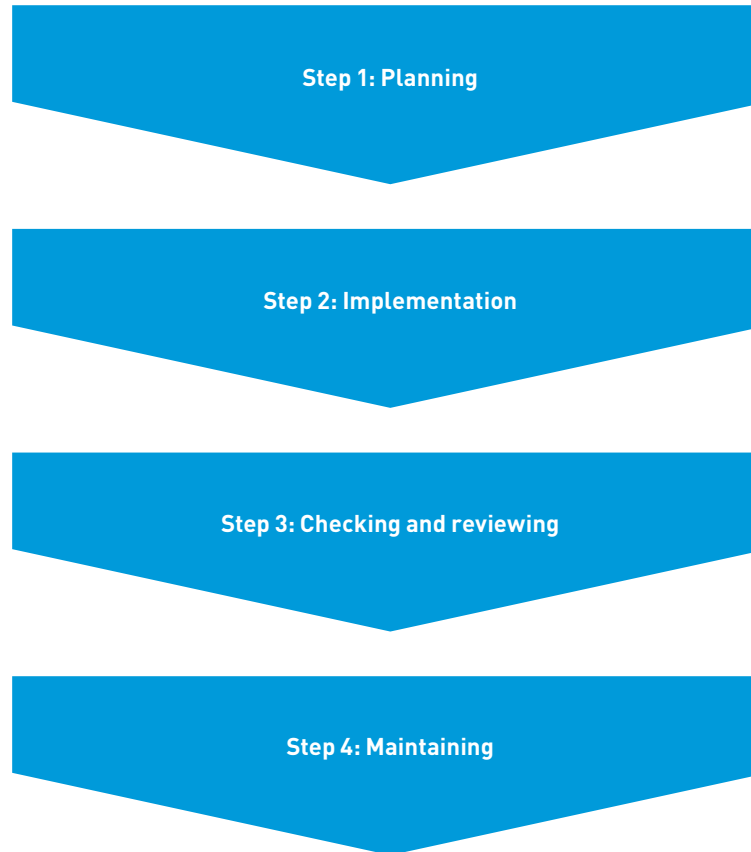 Step 1: Planning
Step 2: Implementation
Step 3: Checking and reviewing
Step 4: Maintaining